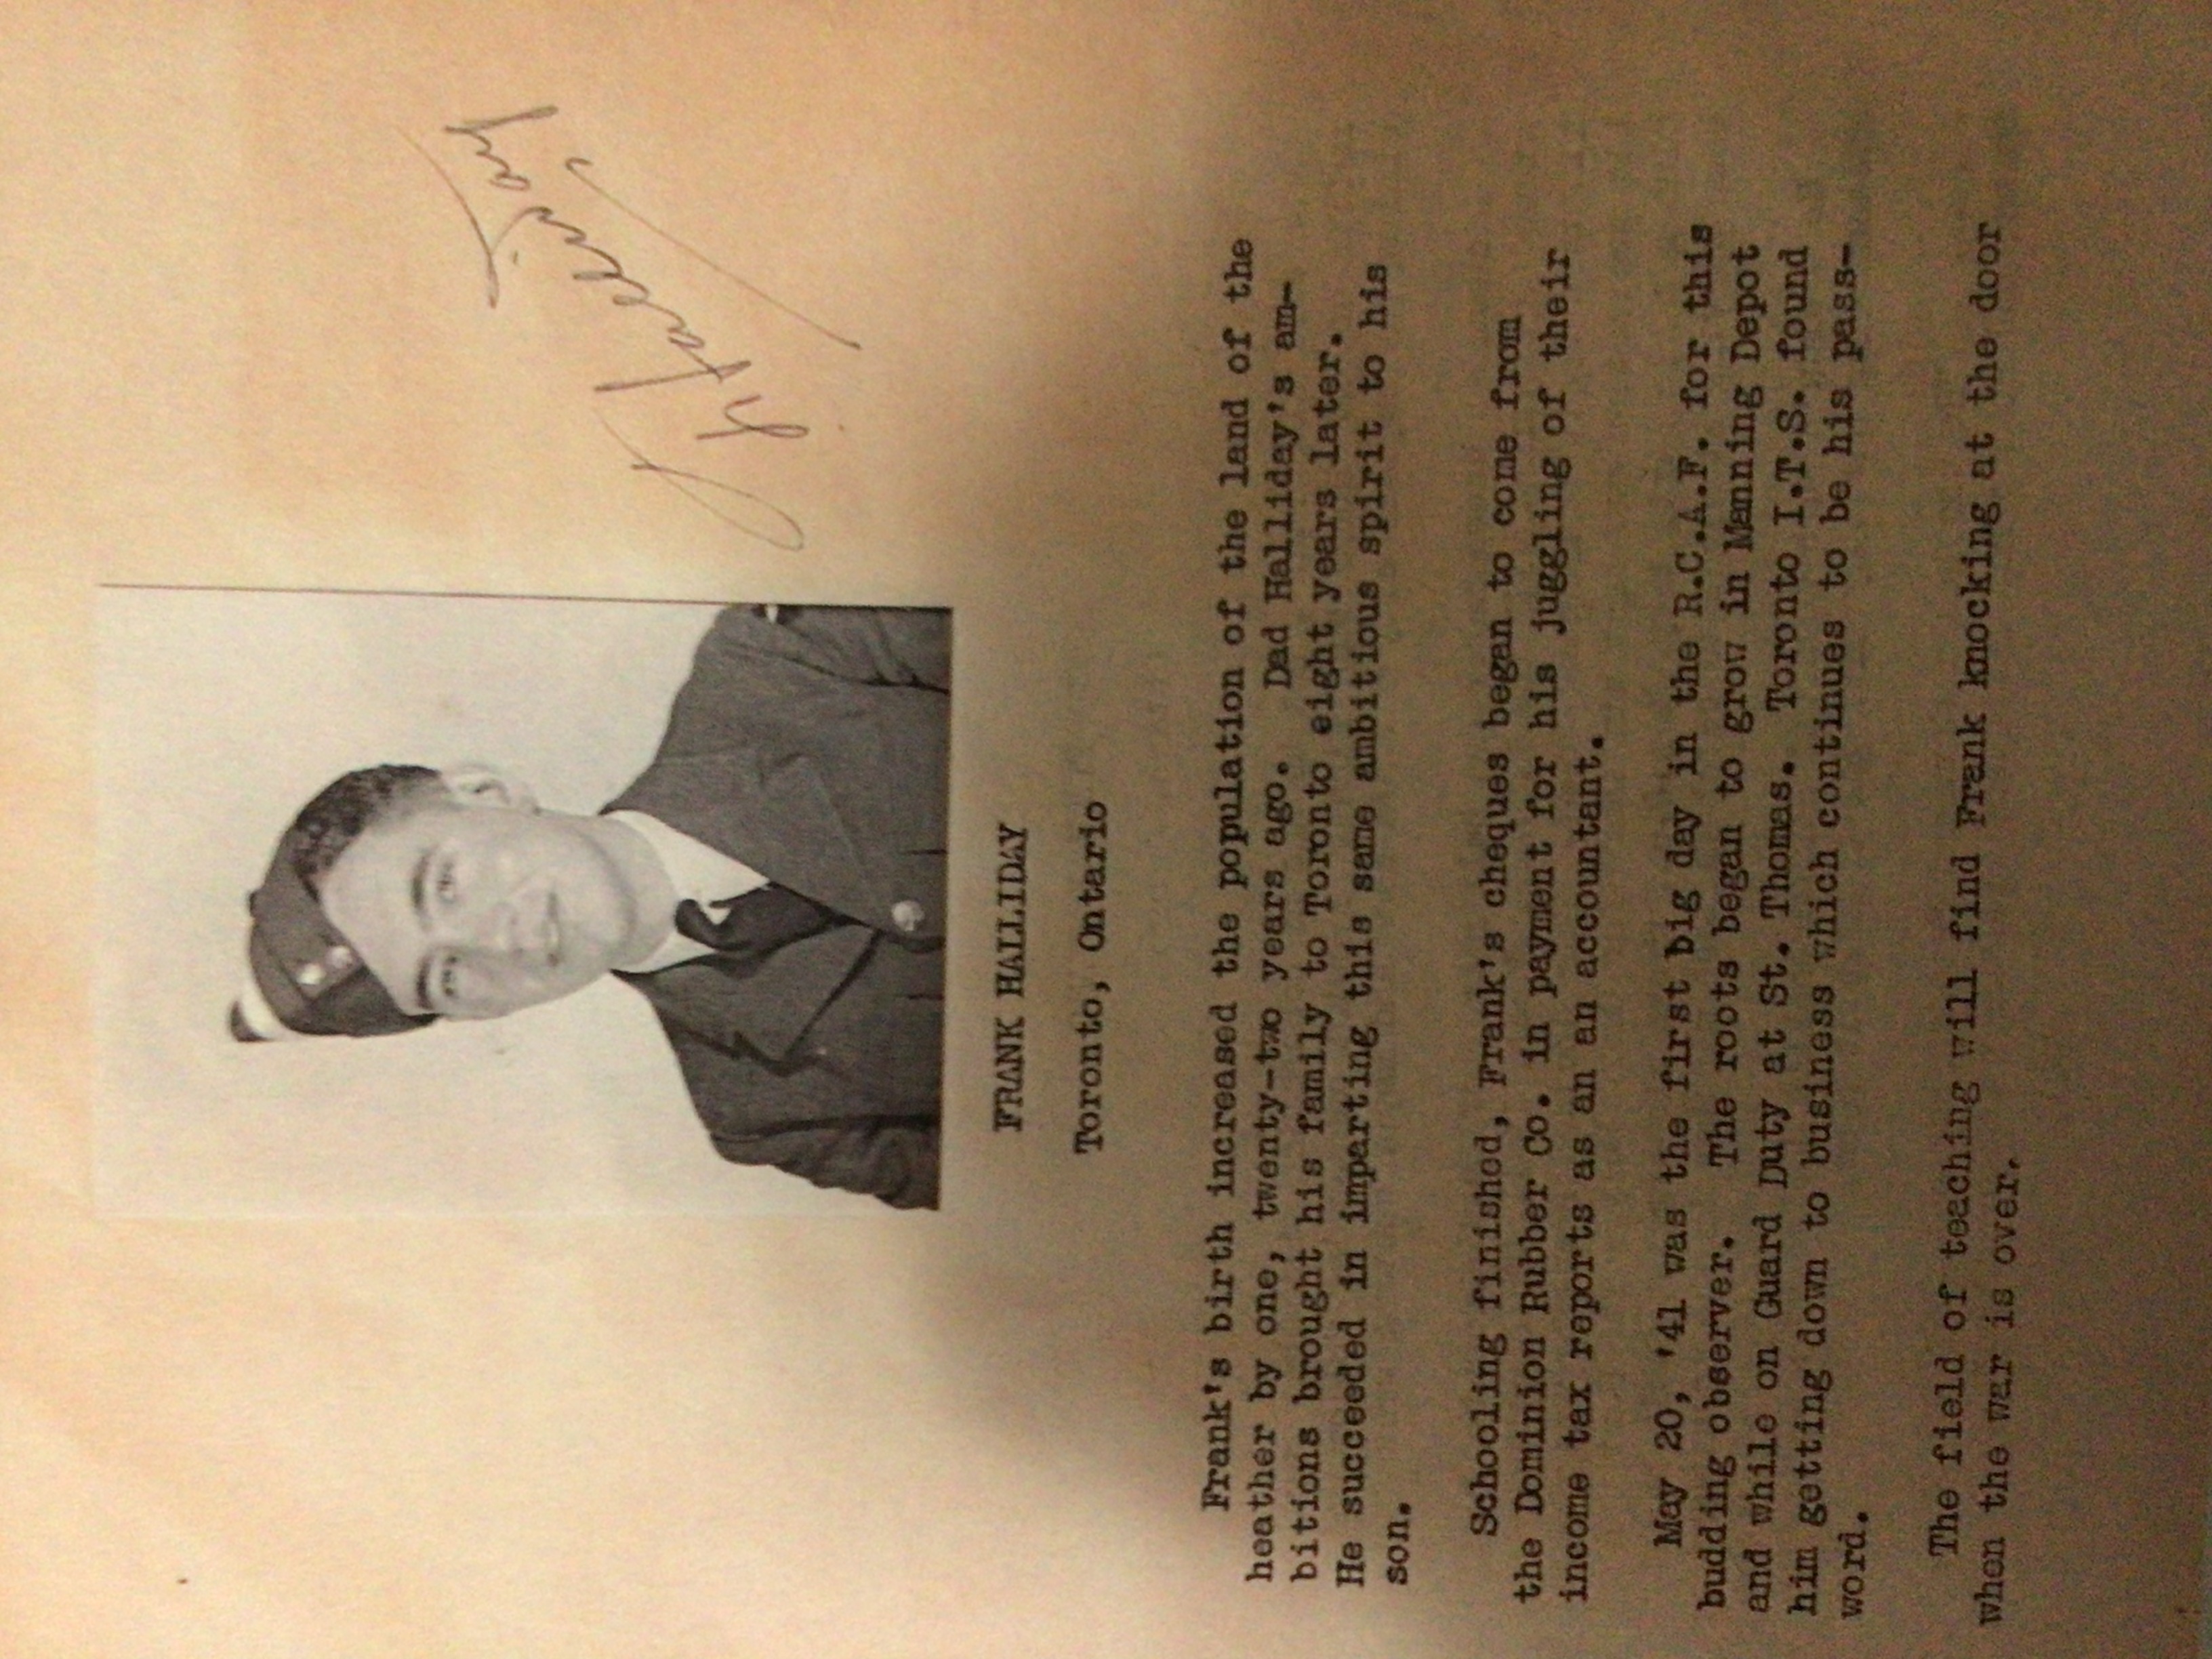 F. Halliday
FRANK HALLIDAY
Toronto, Ontario
Frank's birth increased the population of the land of the
heather by one, twenty-two years ago. Dad Halliday's am-
bitions brought his family to Toronto eight years later.
He succeeded in imparting this same ambitious spirit to his
son.
Schooling finished, Frank's cheques began to come from
the Dominion Rubber Co. in payment for his juggling of their
income tax reports as an an accountant.
May 20, '41 was the first big day in the R.C.A.F. for this
budding observer. The roots began to grow in Manning Depot
and while on Guard Duty at St. Thomas. Toronto I.T.S. found
him getting down to business which continues to be his pass-
word.
The field of teaching will find Frank knocking at the door
when the war is over.